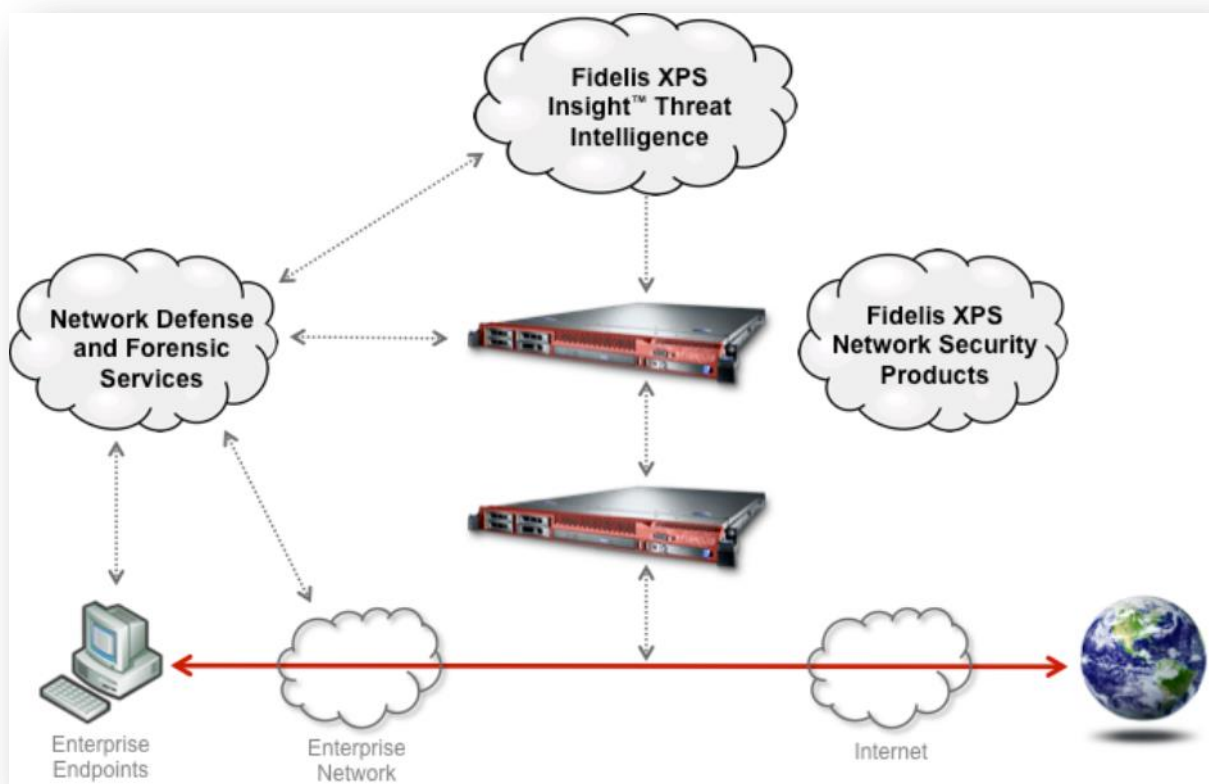 Fidelis XPS
Insight™ Threat
Intelligence
Network Defense
and Forensic
Services
Fidelis XPS
Network Security
Products
Enterprise
Endpoints
Enterprise
Network
Internet